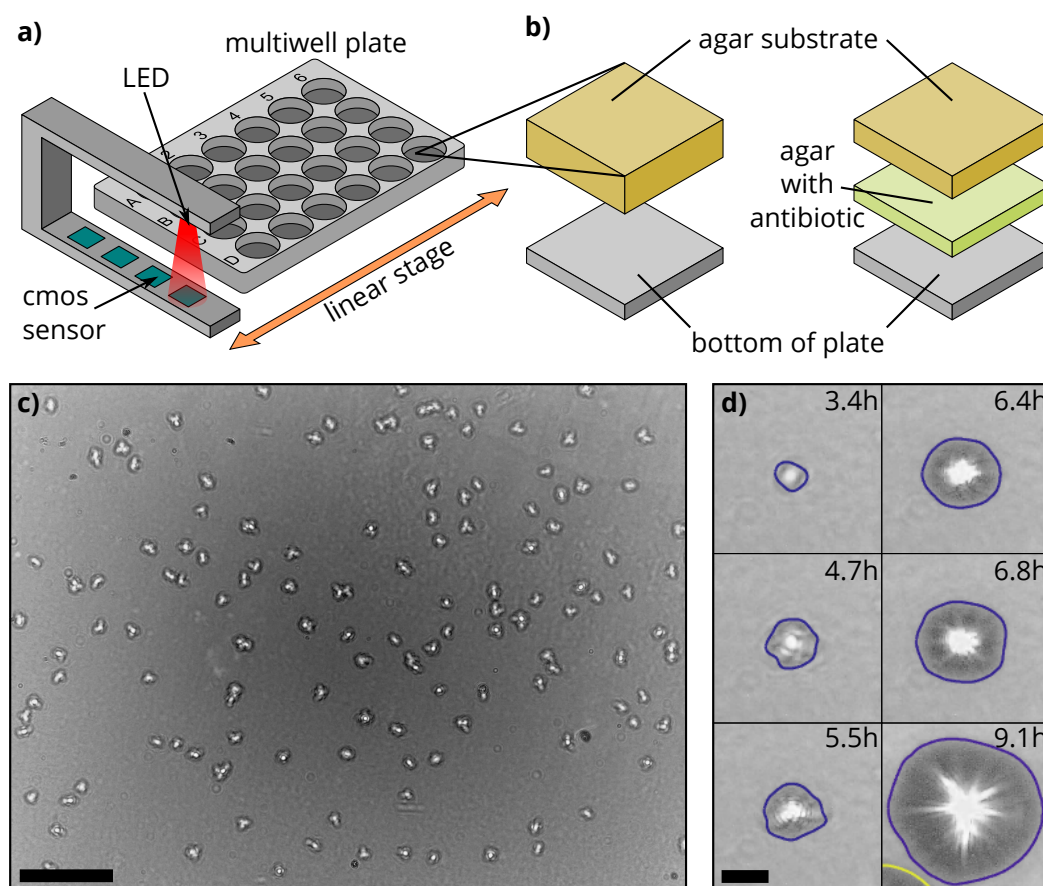 a)
multiwell plate
LED
2
3
4
5
6
A
B
C
D
cmos
sensor
linear stage
b)
agar substrate
agar
with
antibiotic
bottom of plate
c)
d)
3.4h
6.4h
4.7h
6.8h
5.5h
9.1h